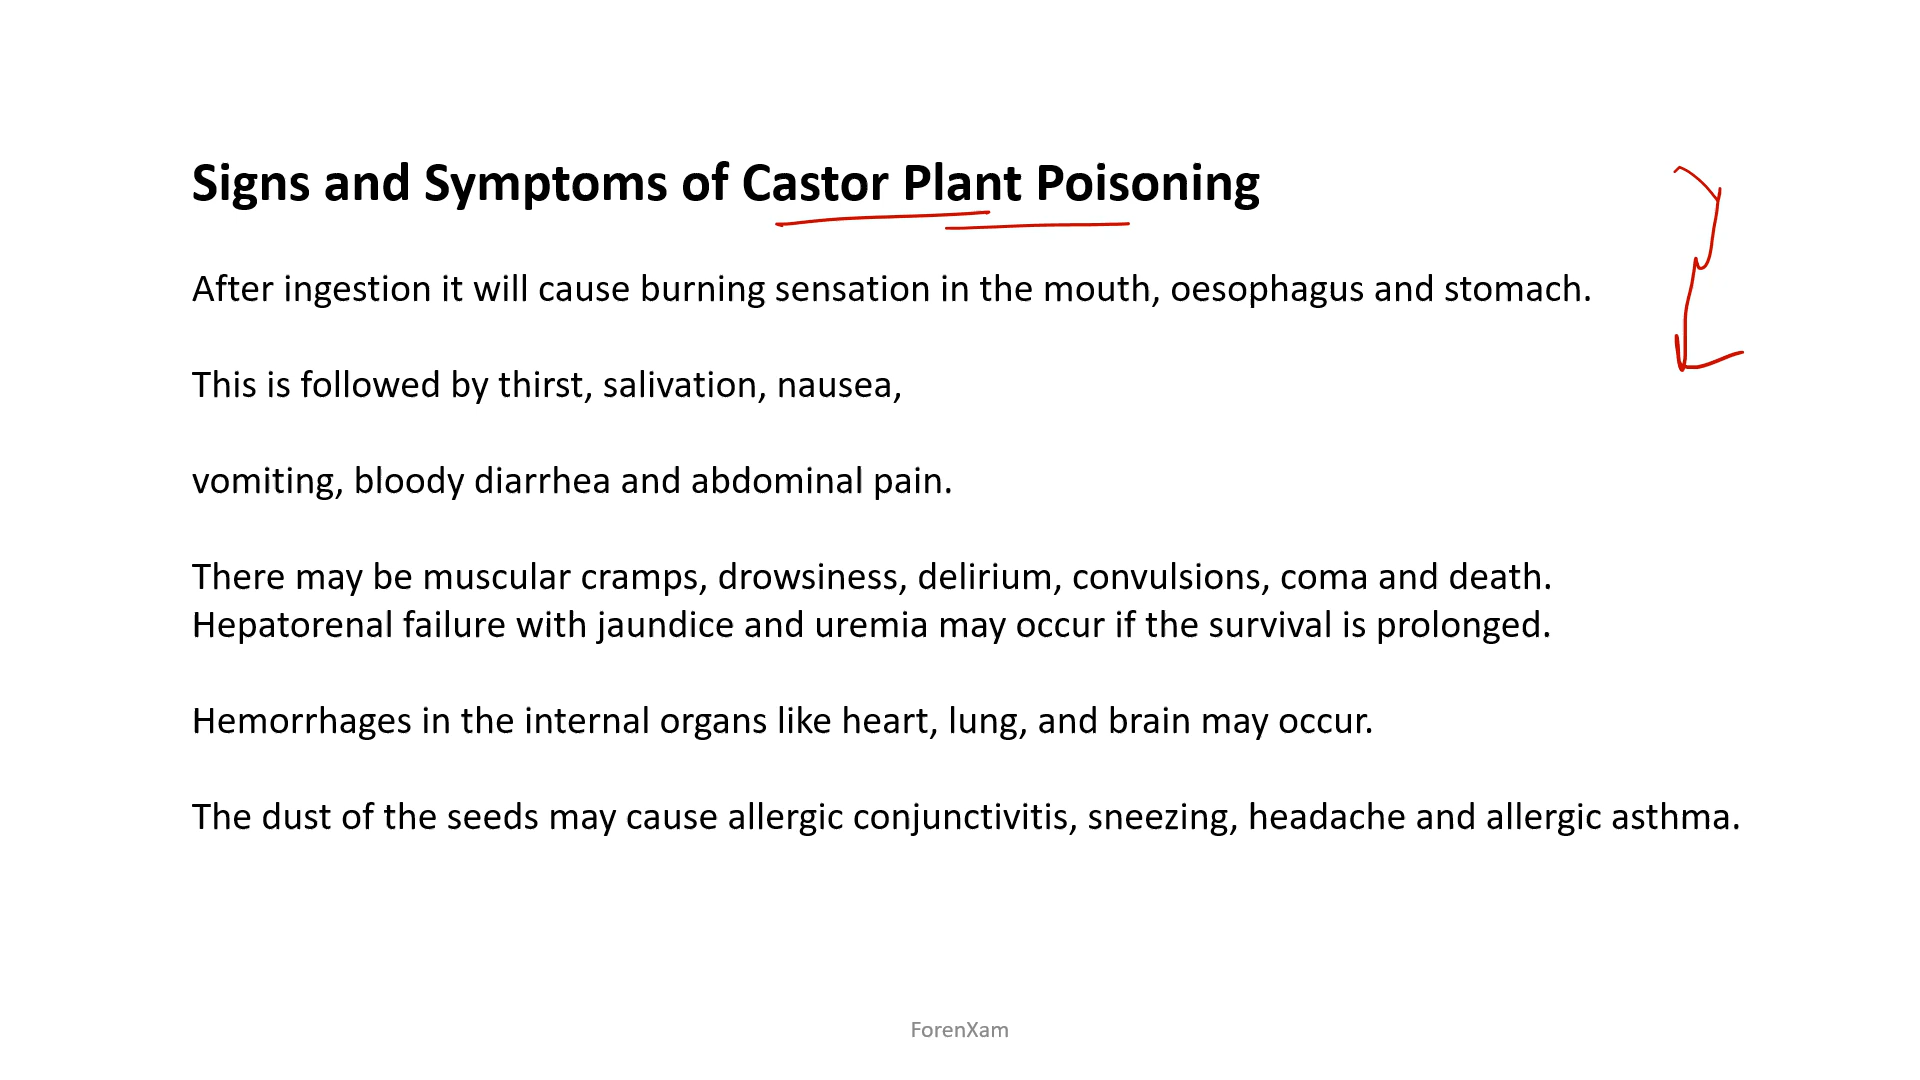 Signs and Symptoms of Castor Plant Poisoning
After ingestion it will cause burning sensation in the mouth, oesophagus and stomach.
This is followed by thirst, salivation, nausea,
vomiting, bloody diarrhea and abdominal pain.
There may be muscular cramps, drowsiness, delirium, convulsions, coma and death.
Hepatorenal failure with jaundice and uremia may occur if the survival is prolonged.
Hemorrhages in the internal organs like heart, lung, and brain may occur.
The dust of the seeds may cause allergic conjunctivitis, sneezing, headache and allergic asthma.
ForenXam